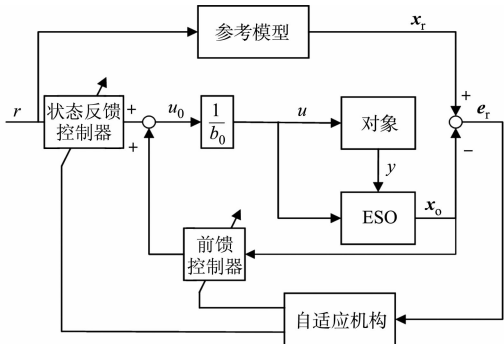 参考模型
x_r
r
状态反馈
控制器
+
+
u_0
1
b_0
u
对象
+
e_r
−
y
ESO
x_o
前馈
控制器
自适应机构